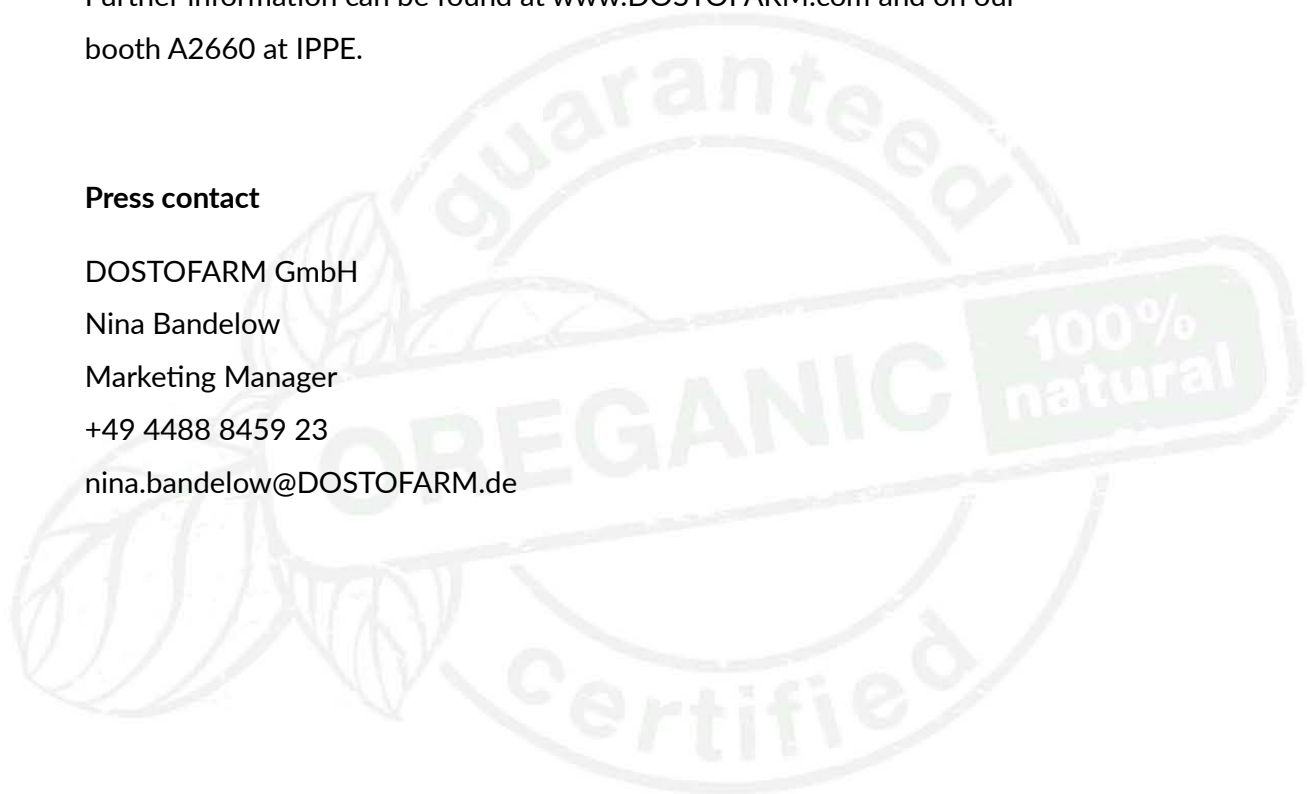 Further information can be found at www.DOSTOFARM.com and on our
booth A2660 at IPPE.
Press contact
DOSTOFARM GmbH
Nina Bandelow
Marketing Manager
+49 4488 8459 23
nina.bandelow@DOSTOFARM.de
guaranteed
OREGANIC
100%
natural
certified